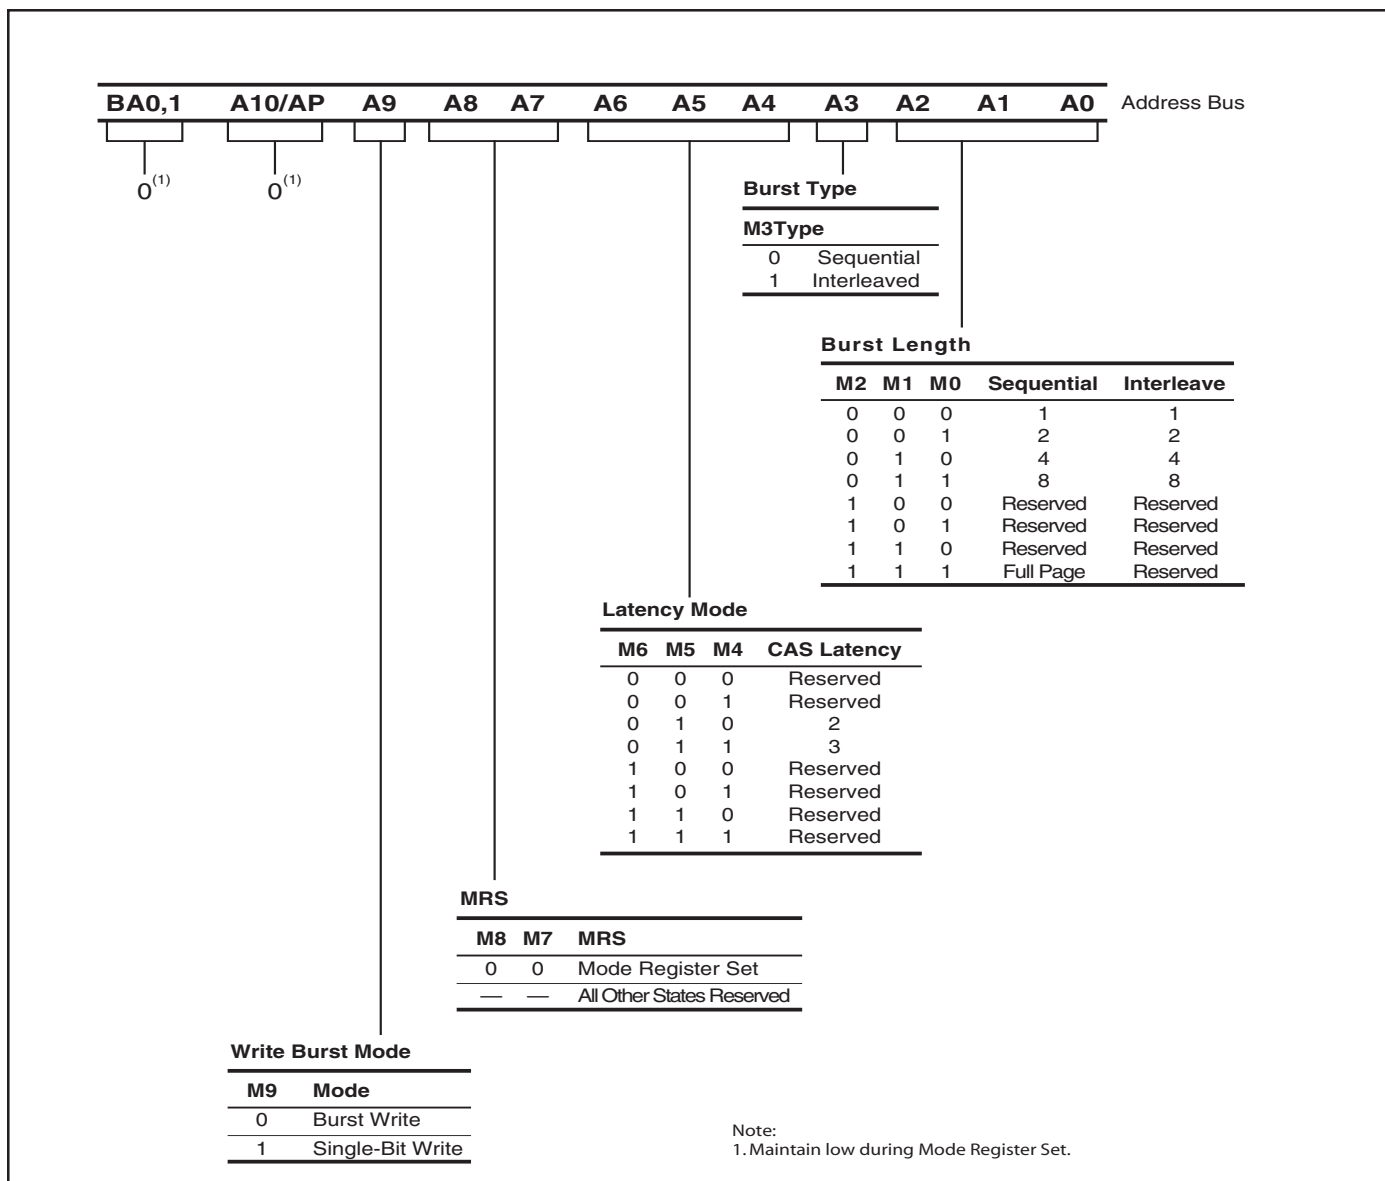 BA0,1 A10/AP A9 A8 A7 A6 A5 A4 A3 A2 A1 A0 Address Bus
0(1) 0(1)
Burst Type
M3Type
0 Sequential
1 Interleaved
Burst Length
M2 M1 M0 Sequential Interleave
0 0 0 1 1
0 0 1 2 2
0 1 0 4 4
0 1 1 8 8
1 0 0 Reserved Reserved
1 0 1 Reserved Reserved
1 1 0 Reserved Reserved
1 1 1 Full Page Reserved
Latency Mode
M6 M5 M4 CAS Latency
0 0 0 Reserved
0 0 1 Reserved
0 1 0 2
0 1 1 3
1 0 0 Reserved
1 0 1 Reserved
1 1 0 Reserved
1 1 1 Reserved
MRS
M8 M7 MRS
0 0 Mode Register Set
— — All Other States Reserved
Write Burst Mode
M9 Mode
0 Burst Write
1 Single-Bit Write
Note:
1. Maintain low during Mode Register Set.